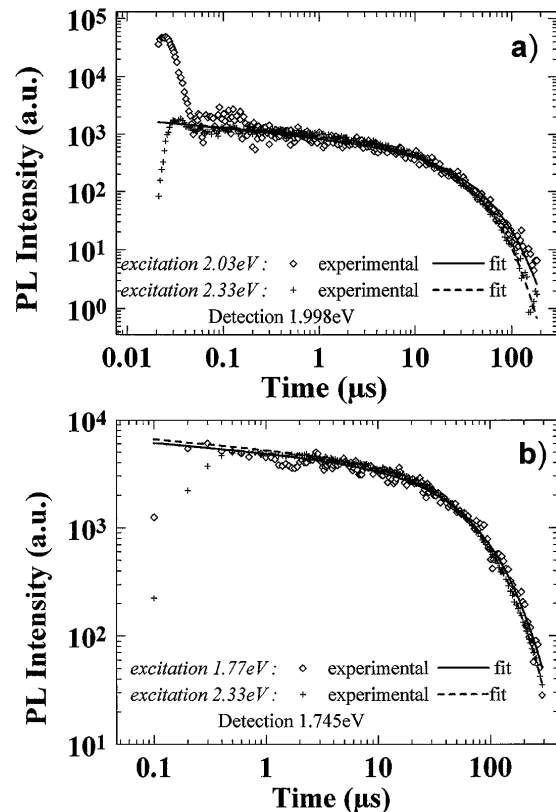 a)
10⁵
10⁴
10³
10²
10¹
10⁰
PL Intensity (a.u.)
excitation 2.03eV : ◇ experimental — fit
excitation 2.33eV : + experimental --- fit
Detection 1.998eV
0.01 0.1 1 10 100
Time (μs)
b)
10⁴
10³
10²
10¹
PL Intensity (a.u.)
excitation 1.77eV : ◇ experimental — fit
excitation 2.33eV : + experimental --- fit
Detection 1.745eV
0.1 1 10 100
Time (μs)